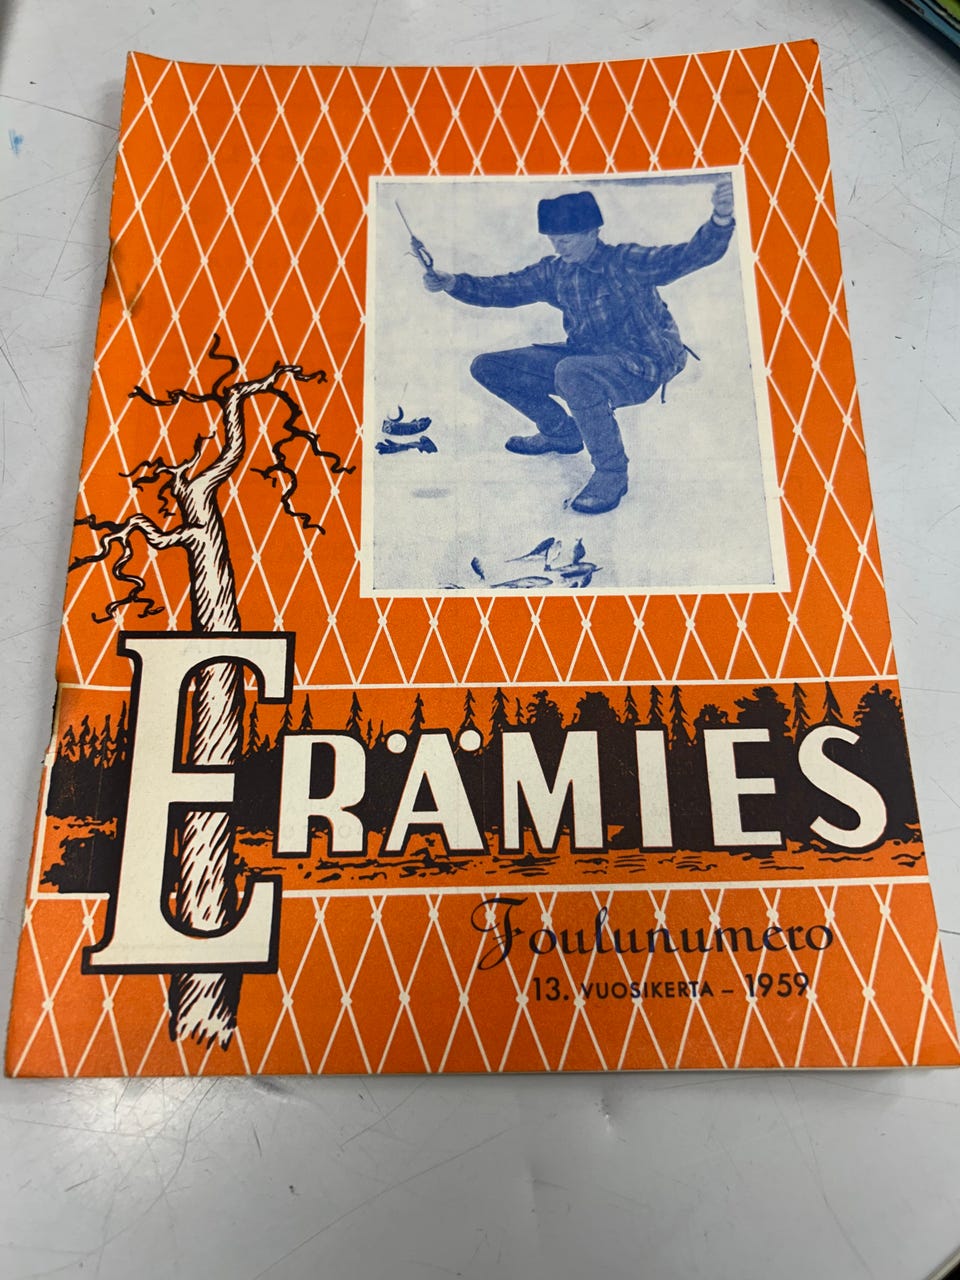 ERÄMIES
Joulunumero
13. VUOSIKERTA – 1959